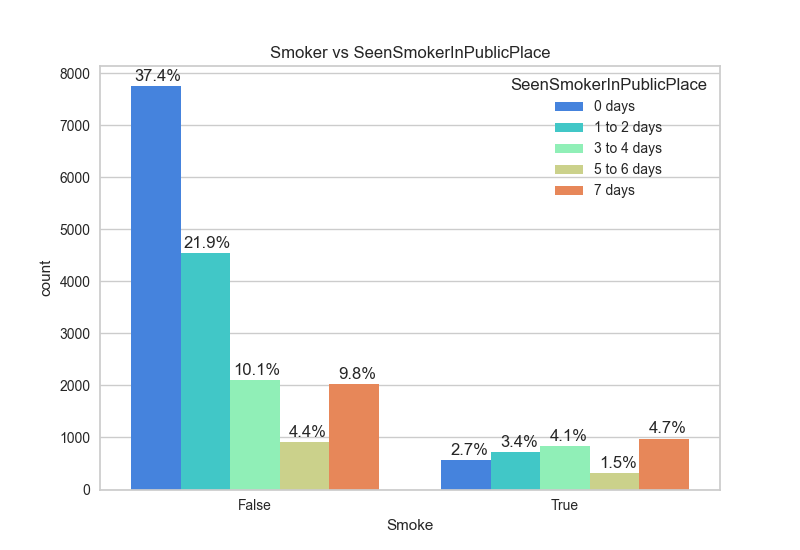 Smoker vs SeenSmokerInPublicPlace
SeenSmokerInPublicPlace
0 days
1 to 2 days
3 to 4 days
5 to 6 days
7 days
count
8000
7000
6000
5000
4000
3000
2000
1000
0
37.4%
21.9%
10.1%
4.4%
9.8%
2.7%
3.4%
4.1%
1.5%
4.7%
False
True
Smoke